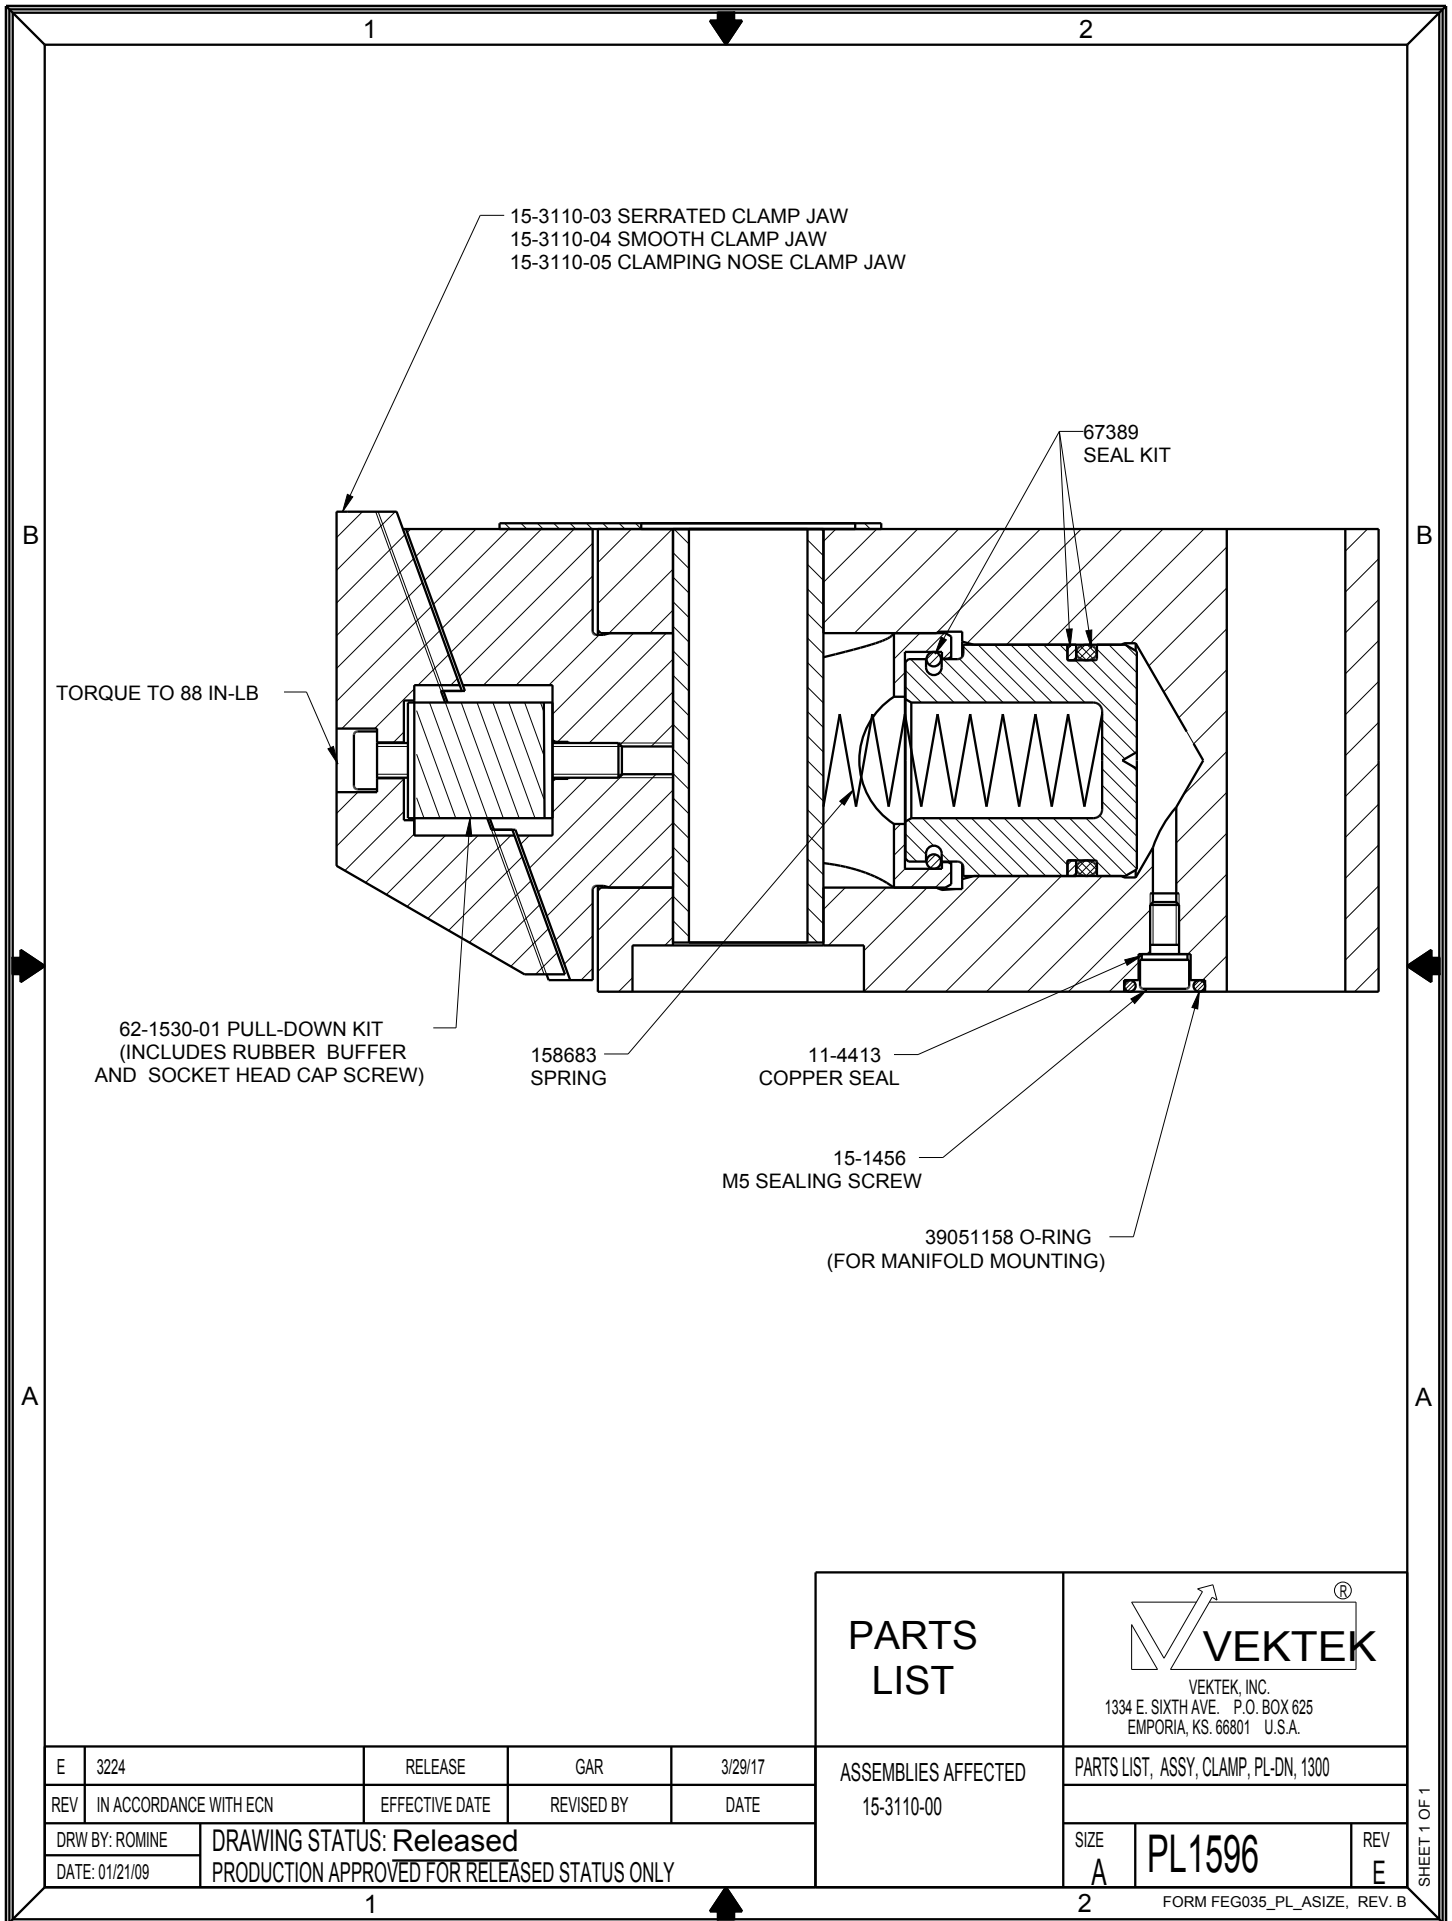 1
2
15-3110-03 SERRATED CLAMP JAW
15-3110-04 SMOOTH CLAMP JAW
15-3110-05 CLAMPING NOSE CLAMP JAW
67389
SEAL KIT
B
B
TORQUE TO 88 IN-LB
62-1530-01 PULL-DOWN KIT
(INCLUDES RUBBER BUFFER
AND SOCKET HEAD CAP SCREW)
158683
SPRING
11-4413
COPPER SEAL
15-1456
M5 SEALING SCREW
39051158 O-RING
(FOR MANIFOLD MOUNTING)
A
A
PARTS
LIST
®
VEKTEK
VEKTEK, INC.
1334 E. SIXTH AVE. P.O. BOX 625
EMPORIA, KS. 66801 U.S.A.
E 3224 RELEASE GAR 3/29/17
REV IN ACCORDANCE WITH ECN EFFECTIVE DATE REVISED BY DATE
DRW BY: ROMINE
DATE: 01/21/09
DRAWING STATUS: Released
PRODUCTION APPROVED FOR RELEASED STATUS ONLY
ASSEMBLIES AFFECTED
15-3110-00
PARTS LIST, ASSY, CLAMP, PL-DN, 1300
SIZE
A
PL1596
REV
E
SHEET 1 OF 1
1
2
FORM FEG035_PL_ASIZE, REV. B